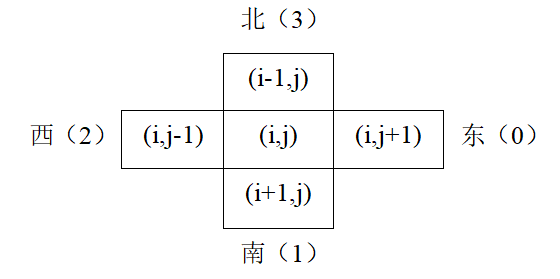 北（3）
(i-1,j)
西（2） (i,j-1) (i,j) (i,j+1) 东（0）
(i+1,j)
南（1）